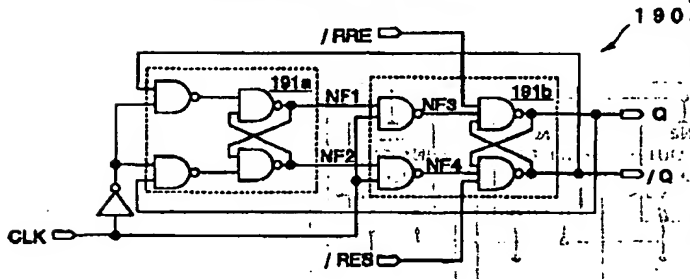 190
/RRE
191a
NF1
NF3
191b
Q
NF2
NF4
/Q
CLK
/RES